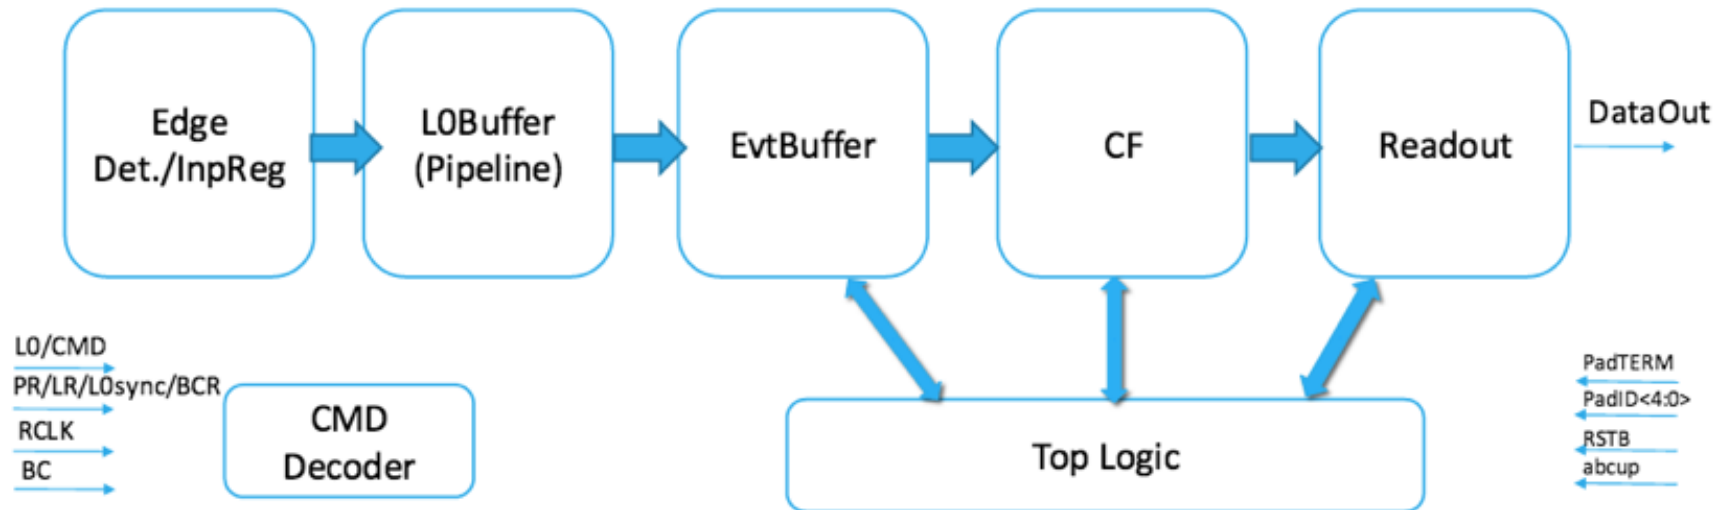 Edge
Det./InpReg
L0Buffer
(Pipeline)
EvtBuffer
CF
Readout
DataOut
L0/CMD
PR/LR/L0sync/BCR
RCLK
BC
CMD
Decoder
Top Logic
PadTERM
PadID<4:0>
RSTB
abcup